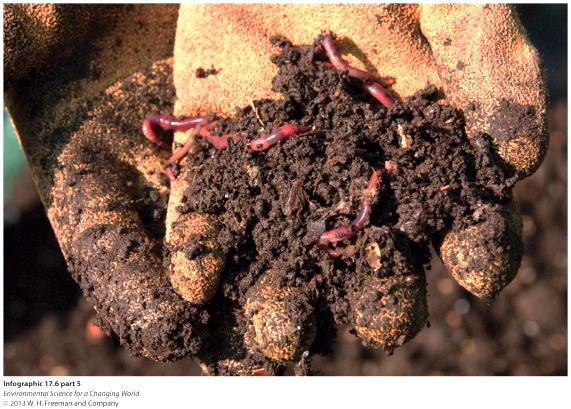 Infographic 17.6 part 5
Environmental Science for a Changing World
© 2013 W. H. Freeman and Company